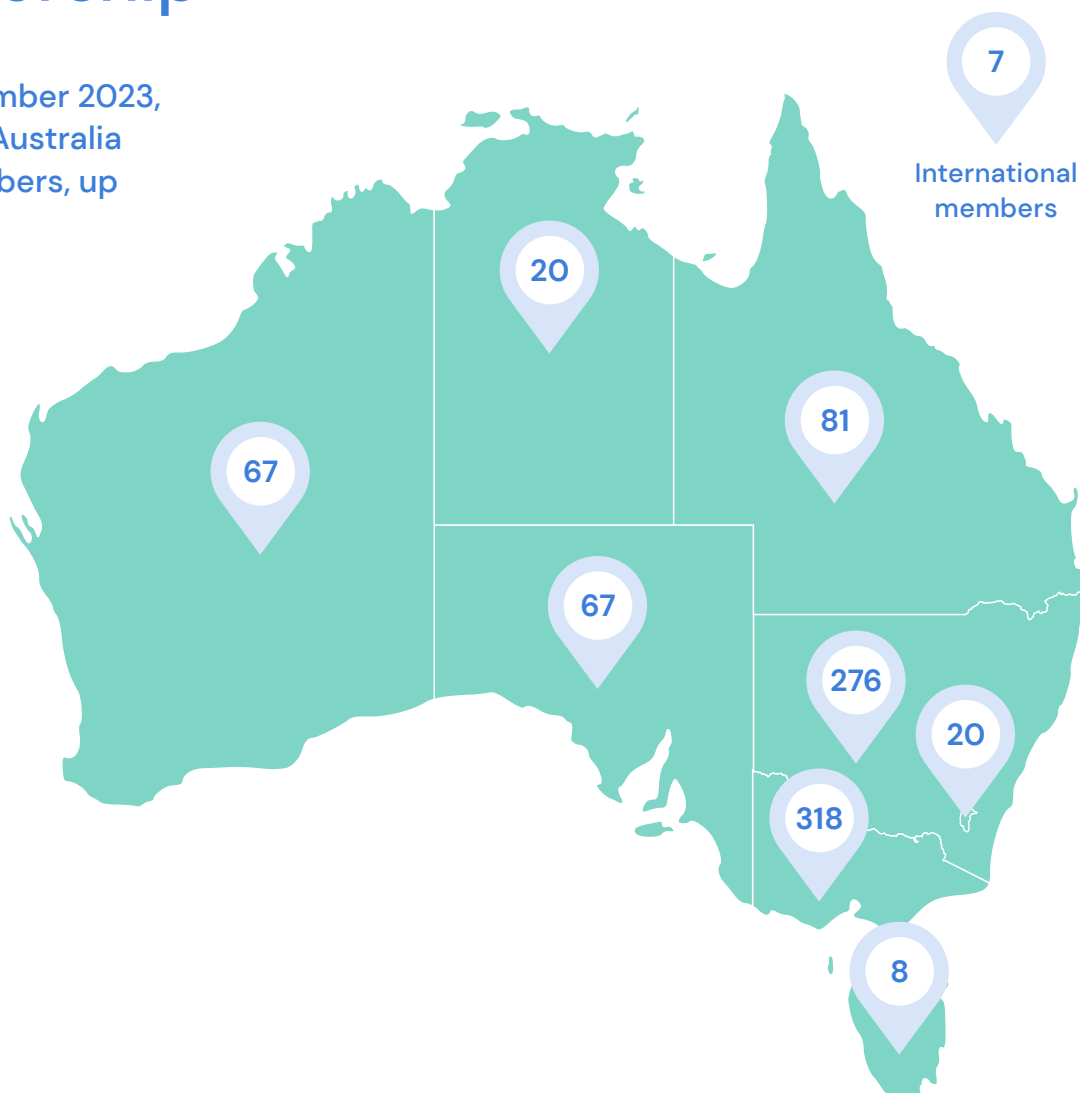 mber 2023,
Australia
bers, up
7
International
members
20
81
67
67
276
20
318
8